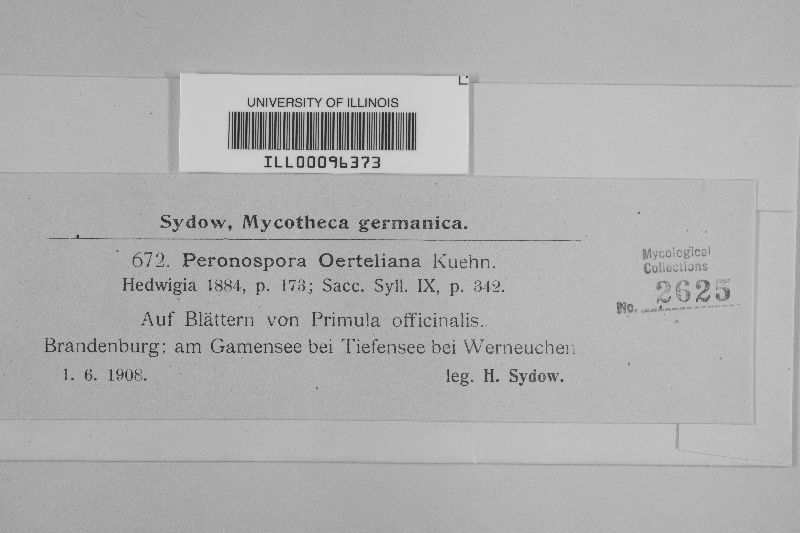 UNIVERSITY OF ILLINOIS
ILL00096373
Sydow, Mycotheca germanica.
672. Peronospora Oerteliana Kuehn.
Hedwigia 1884, p. 173; Sacc. Syll. IX, p. 342.
Auf Blättern von Primula officinalis.
Brandenburg: am Gamensee bei Tiefensee bei Werneuchen
1. 6. 1908. leg. H. Sydow.
Mycological
Collections
No. 2625